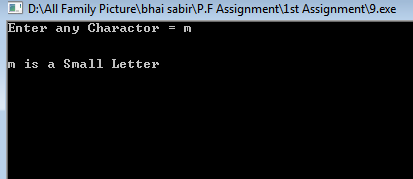 D:\All Family Picture\bhai sabir\P.F Assignment\1st Assignment\9.exe
Enter any Charactor = m
m is a Small Letter